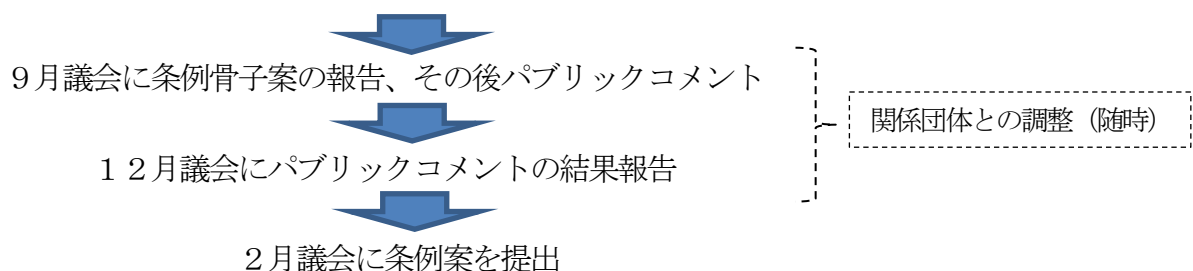 ９月議会に条例骨子案の報告、その後パブリックコメント
関係団体との調整（随時）
１２月議会にパブリックコメントの結果報告
２月議会に条例案を提出